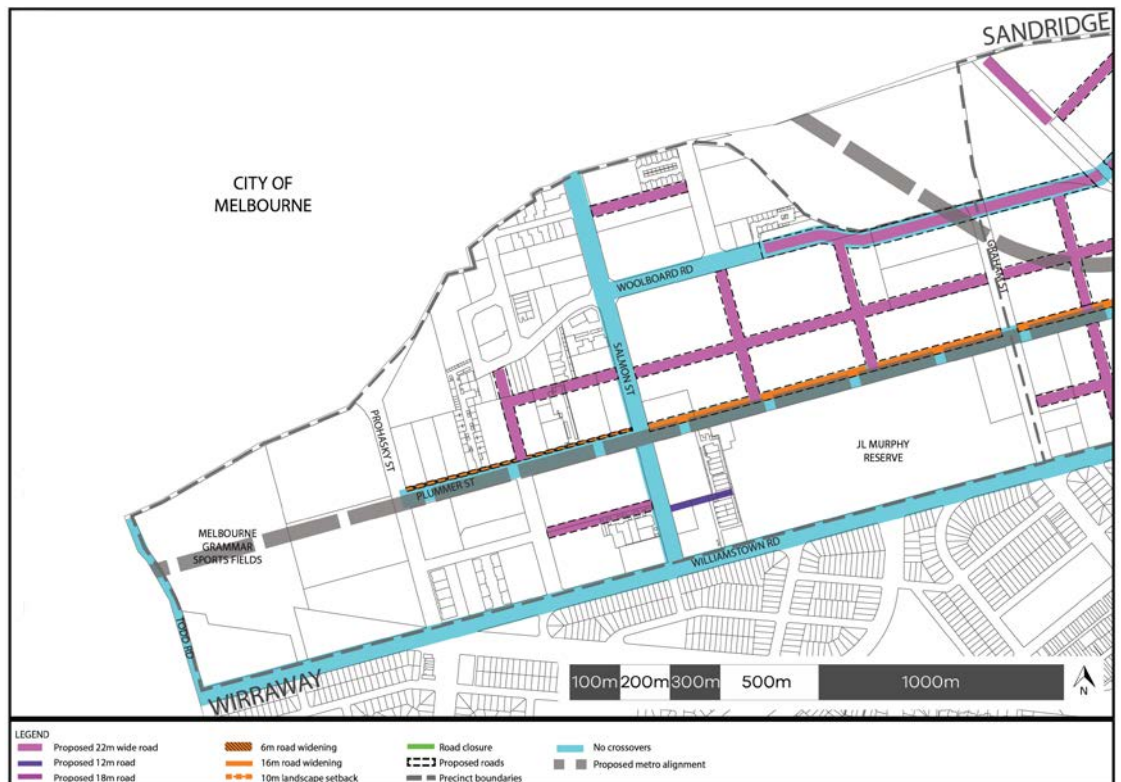 SANDRIDGE
CITY OF
MELBOURNE
WOOLBOARD RD
GRAHAM ST
SALMON ST
PROHASKY ST
JL MURPHY
RESERVE
PLUMMER ST
MELBOURNE
GRAMMAR
SPORTS FIELDS
WILLIAMSTOWN RD
TODD RD
WIRRAWAY
100m 200m 300m 500m 1000m
N
LEGEND
Proposed 22m wide road
Proposed 12m road
Proposed 18m road
6m road widening
16m road widening
10m landscape setback
Road closure
Proposed roads
Precinct boundaries
No crossovers
Proposed metro alignment